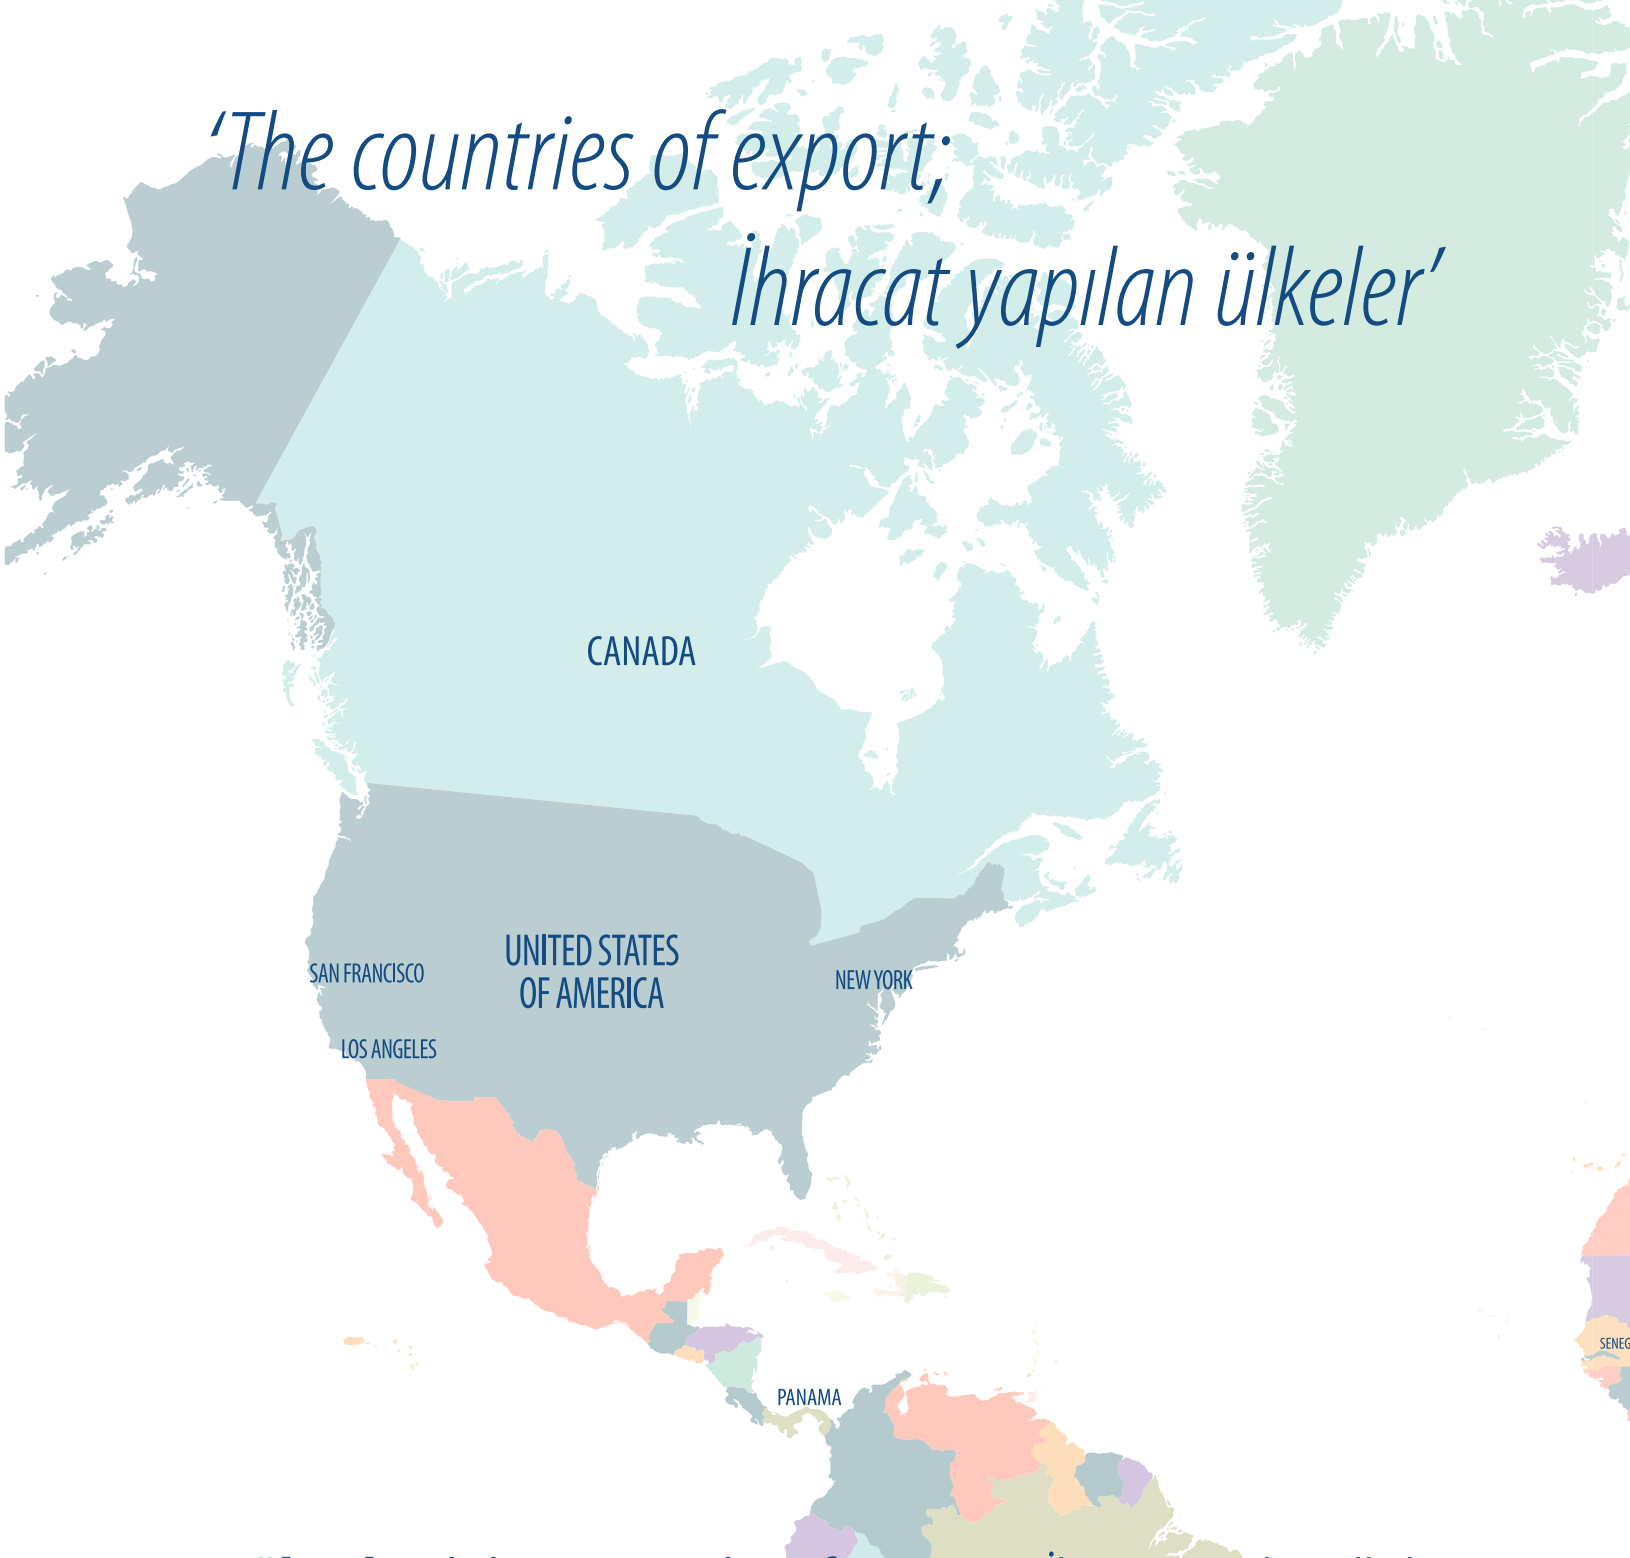 ‘The countries of export;
İhracat yapılan ülkeler’
CANADA
UNITED STATES
OF AMERICA
SAN FRANCISCO
NEW YORK
LOS ANGELES
SENEG
PANAMA